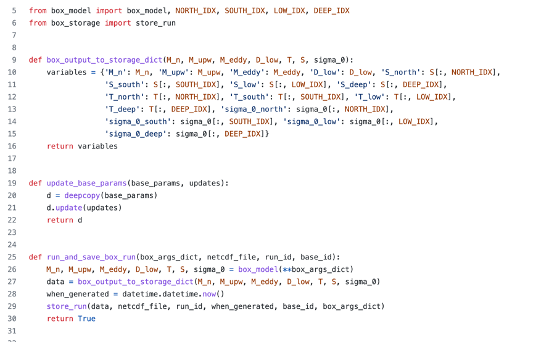 5 from box_model import box_model, NORTH_IDX, SOUTH_IDX, LOW_IDX, DEEP_IDX
6 from box_storage import store_run
7
8
9 def box_output_to_storage_dict(M_n, M_upw, M_eddy, D_low, T, S, sigma_0):
10     variables = {'M_n': M_n, 'M_upw': M_upw, 'M_eddy': M_eddy, 'D_low': D_low, 'S_north': S[:, NORTH_IDX],
11                  'S_south': S[:, SOUTH_IDX], 'S_low': S[:, LOW_IDX], 'S_deep': S[:, DEEP_IDX],
12                  'T_north': T[:, NORTH_IDX], 'T_south': T[:, SOUTH_IDX], 'T_low': T[:, LOW_IDX],
13                  'T_deep': T[:, DEEP_IDX], 'sigma_0_north': sigma_0[:, NORTH_IDX],
14                  'sigma_0_south': sigma_0[:, SOUTH_IDX], 'sigma_0_low': sigma_0[:, LOW_IDX],
15                  'sigma_0_deep': sigma_0[:, DEEP_IDX]}
16     return variables
17
18
19 def update_base_params(base_params, updates):
20     d = deepcopy(base_params)
21     d.update(updates)
22     return d
23
24
25 def run_and_save_box_run(box_args_dict, netcdf_file, run_id, base_id):
26     M_n, M_upw, M_eddy, D_low, T, S, sigma_0 = box_model(**box_args_dict)
27     data = box_output_to_storage_dict(M_n, M_upw, M_eddy, D_low, T, S, sigma_0)
28     when_generated = datetime.datetime.now()
29     store_run(data, netcdf_file, run_id, when_generated, base_id, box_args_dict)
30     return True
31